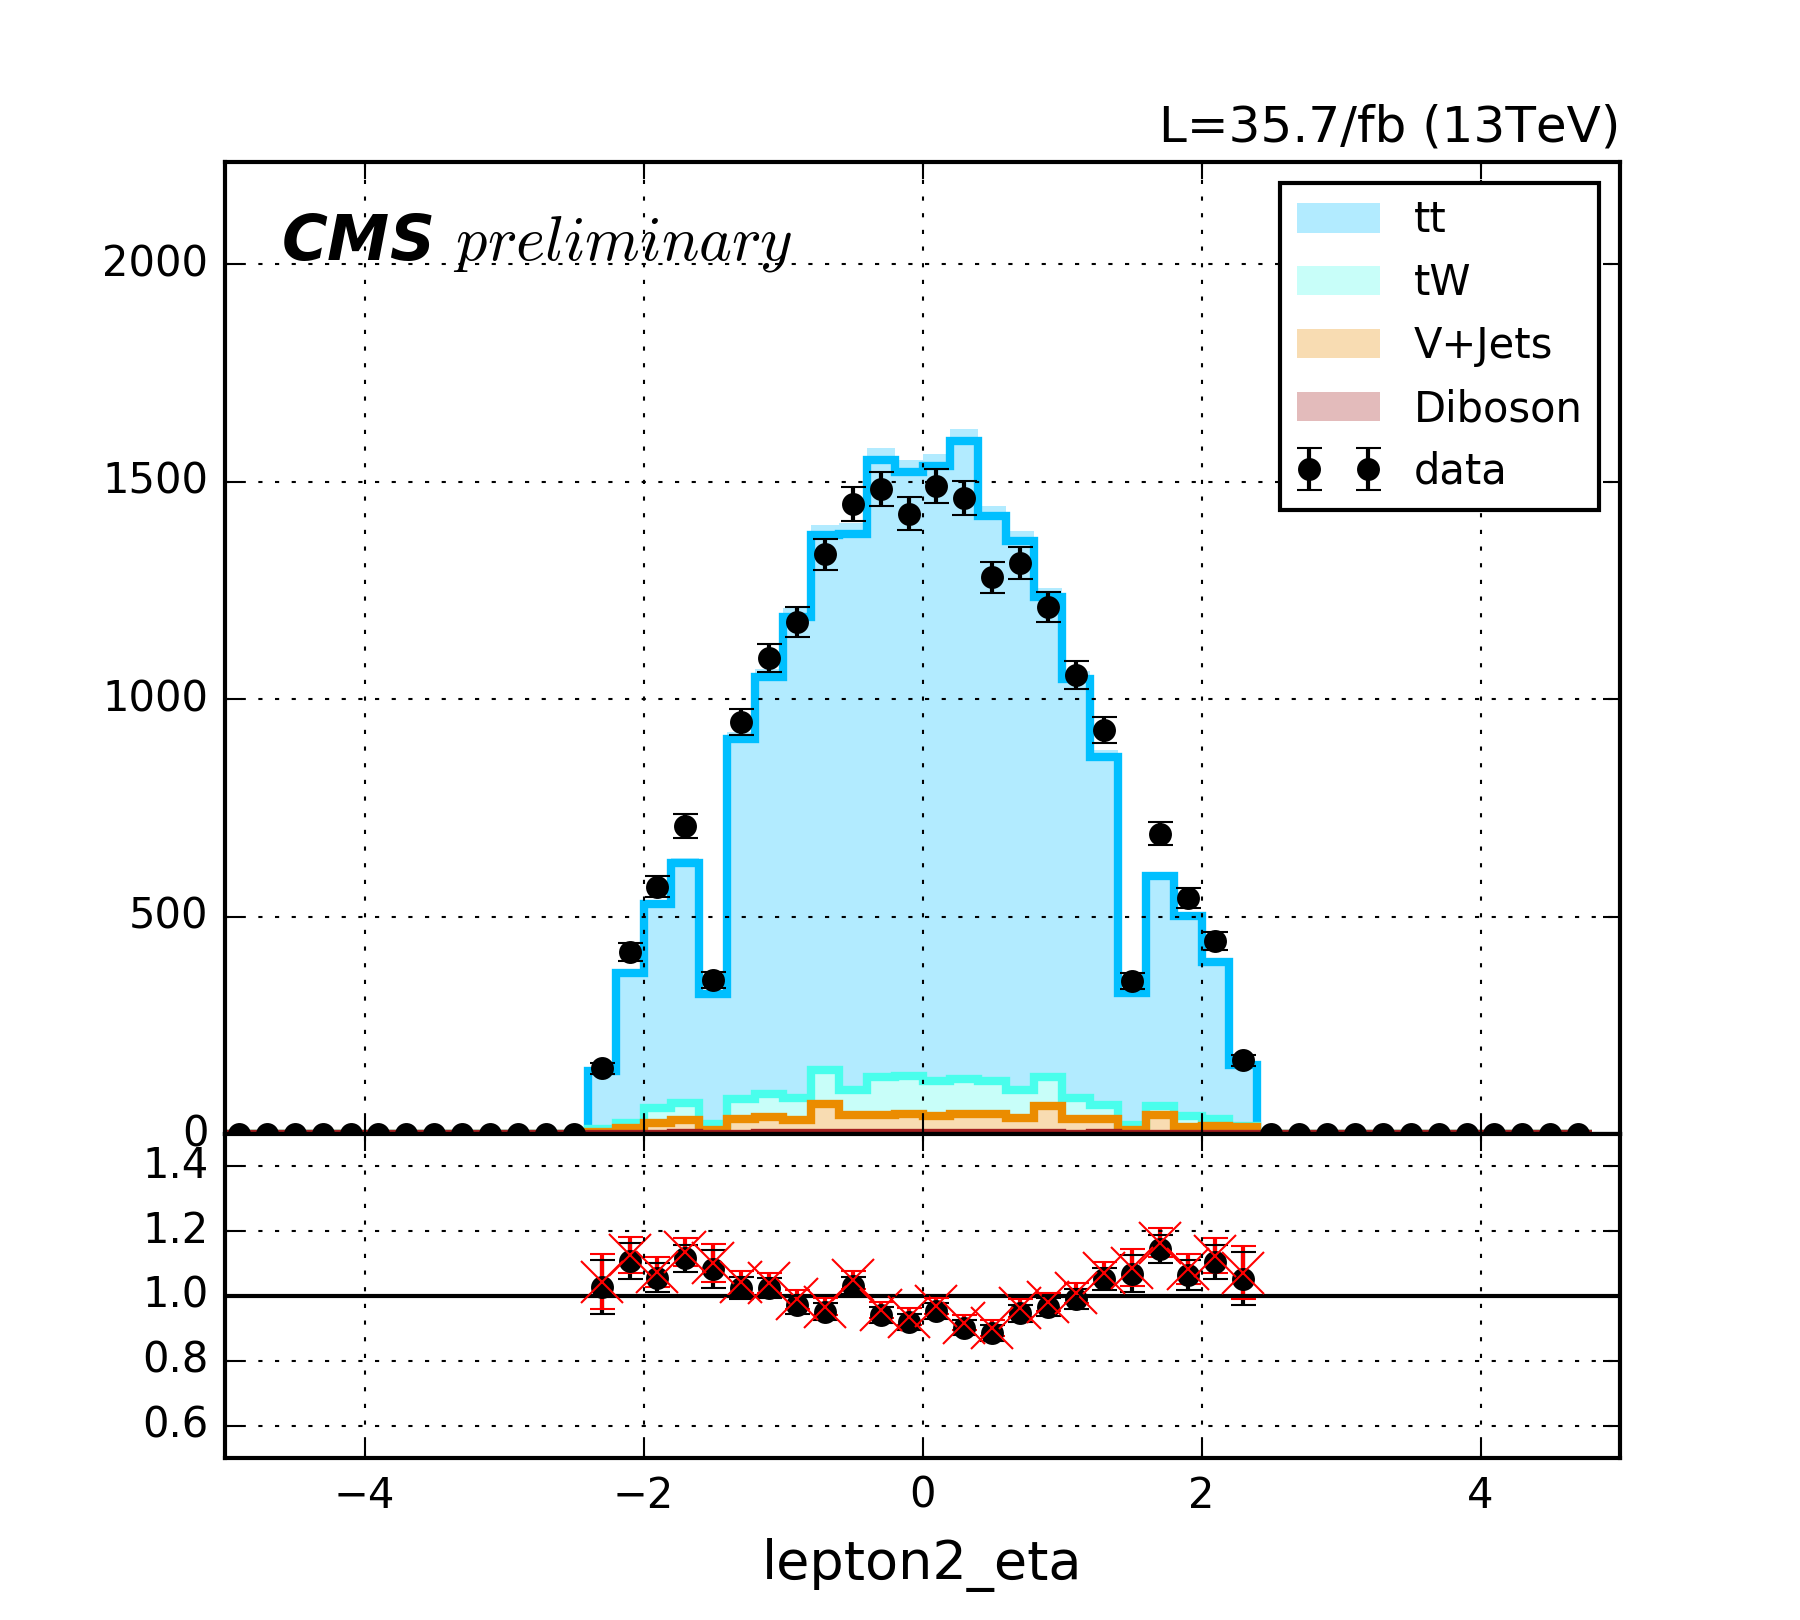 L=35.7/fb (13TeV)
CMS preliminary
tt
tW
V+Jets
Diboson
data
2000
1500
1000
500
0
1.4
1.2
1.0
0.8
0.6
−4 −2 0 2 4
lepton2_eta